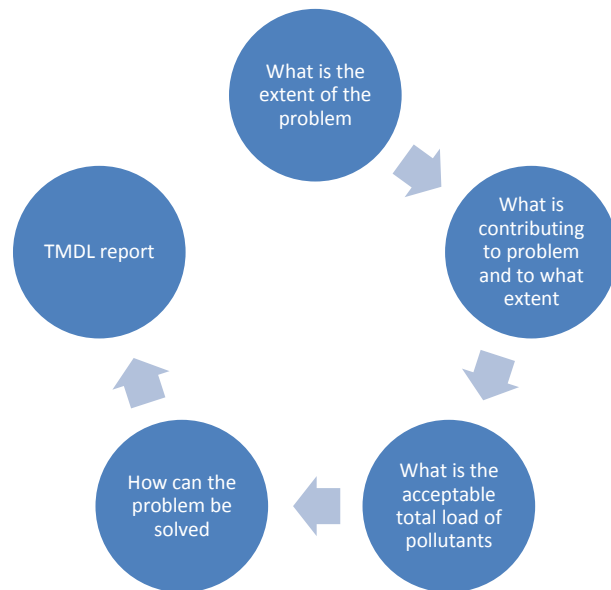 What is the
extent of the
problem
What is
contributing
to problem
and to what
extent
What is the
acceptable
total load of
pollutants
How can the
problem be
solved
TMDL report